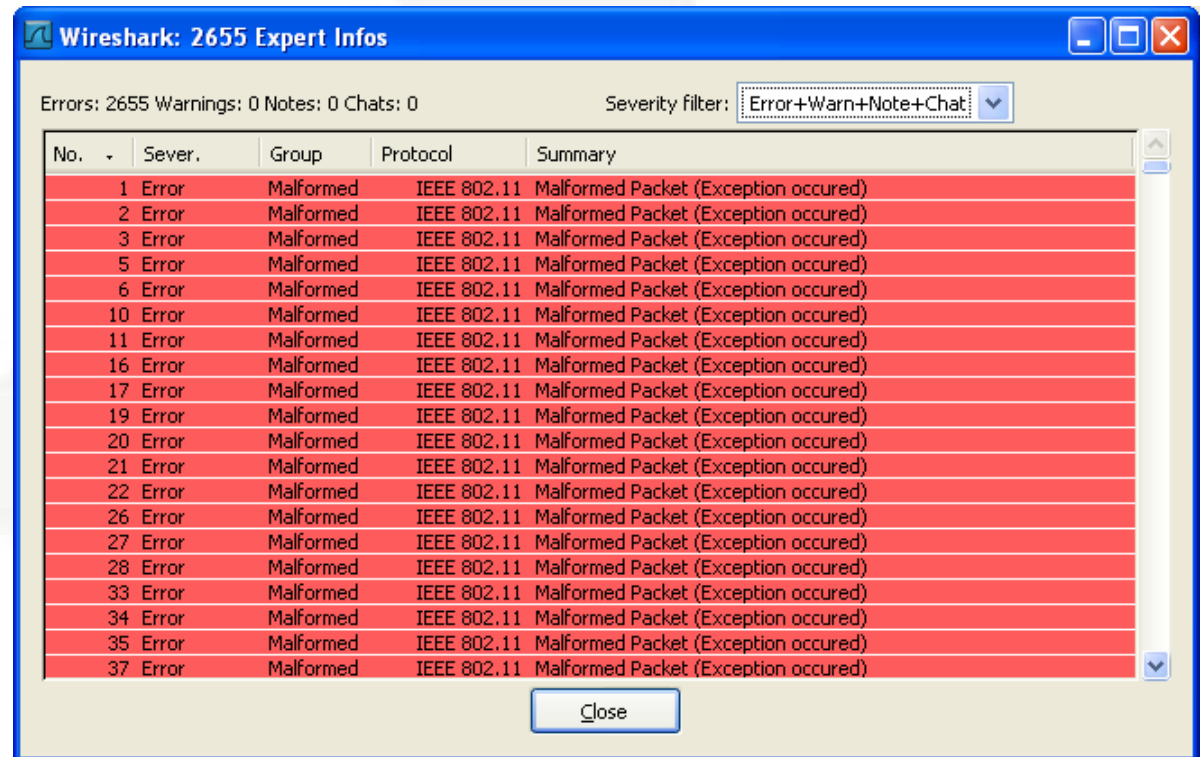 Wireshark: 2655 Expert Infos
Errors: 2655 Warnings: 0 Notes: 0 Chats: 0 Severity filter: Error+Warn+Note+Chat
No. Sever. Group Protocol Summary
1 Error Malformed IEEE 802.11 Malformed Packet (Exception occured)
2 Error Malformed IEEE 802.11 Malformed Packet (Exception occured)
3 Error Malformed IEEE 802.11 Malformed Packet (Exception occured)
5 Error Malformed IEEE 802.11 Malformed Packet (Exception occured)
6 Error Malformed IEEE 802.11 Malformed Packet (Exception occured)
10 Error Malformed IEEE 802.11 Malformed Packet (Exception occured)
11 Error Malformed IEEE 802.11 Malformed Packet (Exception occured)
16 Error Malformed IEEE 802.11 Malformed Packet (Exception occured)
17 Error Malformed IEEE 802.11 Malformed Packet (Exception occured)
19 Error Malformed IEEE 802.11 Malformed Packet (Exception occured)
20 Error Malformed IEEE 802.11 Malformed Packet (Exception occured)
21 Error Malformed IEEE 802.11 Malformed Packet (Exception occured)
22 Error Malformed IEEE 802.11 Malformed Packet (Exception occured)
26 Error Malformed IEEE 802.11 Malformed Packet (Exception occured)
27 Error Malformed IEEE 802.11 Malformed Packet (Exception occured)
28 Error Malformed IEEE 802.11 Malformed Packet (Exception occured)
33 Error Malformed IEEE 802.11 Malformed Packet (Exception occured)
34 Error Malformed IEEE 802.11 Malformed Packet (Exception occured)
35 Error Malformed IEEE 802.11 Malformed Packet (Exception occured)
37 Error Malformed IEEE 802.11 Malformed Packet (Exception occured)
Close